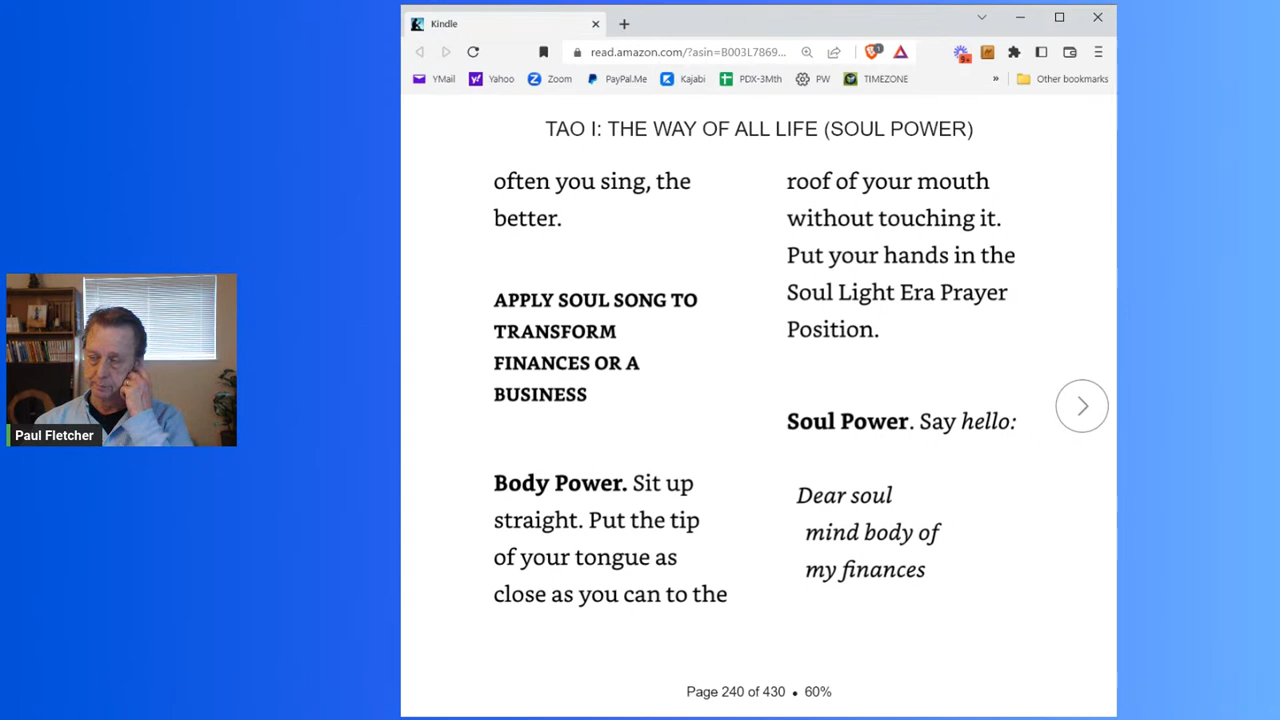 Kindle
read.amazon.com/?asin=B003L7869...
1
9+
YMail
Yahoo
Zoom
PayPal.Me
Kajabi
PDX-3Mth
PW
TIMEZONE
»
Other bookmarks
TAO I: THE WAY OF ALL LIFE (SOUL POWER)
often you sing, the
better.
APPLY SOUL SONG TO
TRANSFORM
FINANCES OR A
BUSINESS
Body Power. Sit up
straight. Put the tip
of your tongue as
close as you can to the
roof of your mouth
without touching it.
Put your hands in the
Soul Light Era Prayer
Position.
Soul Power. Say hello:
Dear soul
mind body of
my finances
Page 240 of 430 • 60%
Paul Fletcher